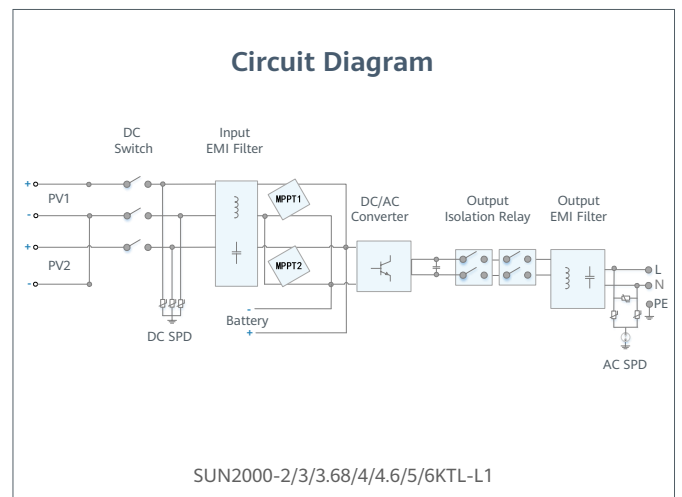 Circuit Diagram
DC
Switch
Input
EMI Filter
+
PV1
-
+
PV2
-
MPPT1
MPPT2
DC/AC
Converter
Output
Isolation Relay
Output
EMI Filter
L
N
PE
DC SPD
-
Battery
+
AC SPD
SUN2000-2/3/3.68/4/4.6/5/6KTL-L1